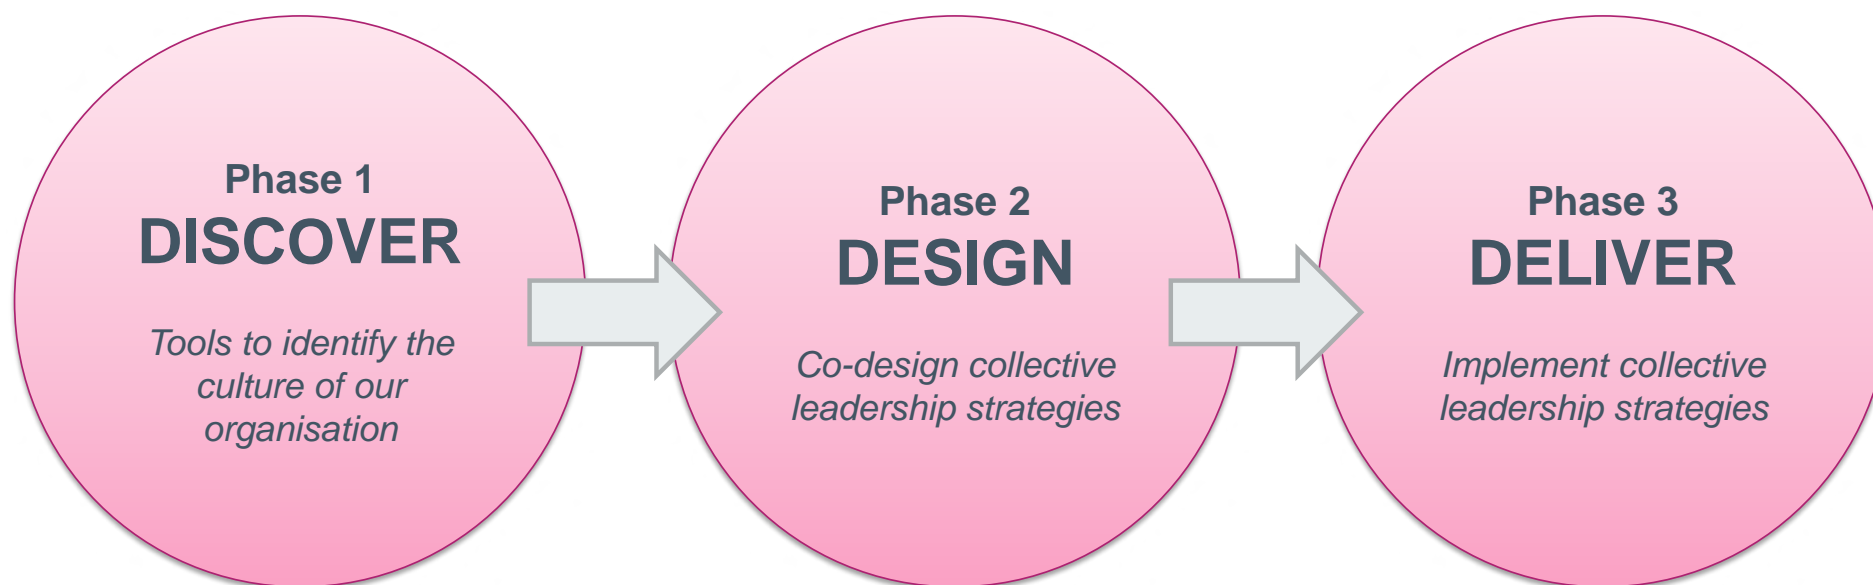 Phase 1
DISCOVER
Tools to identify the
culture of our
organisation
Phase 2
DESIGN
Co-design collective
leadership strategies
Phase 3
DELIVER
Implement collective
leadership strategies